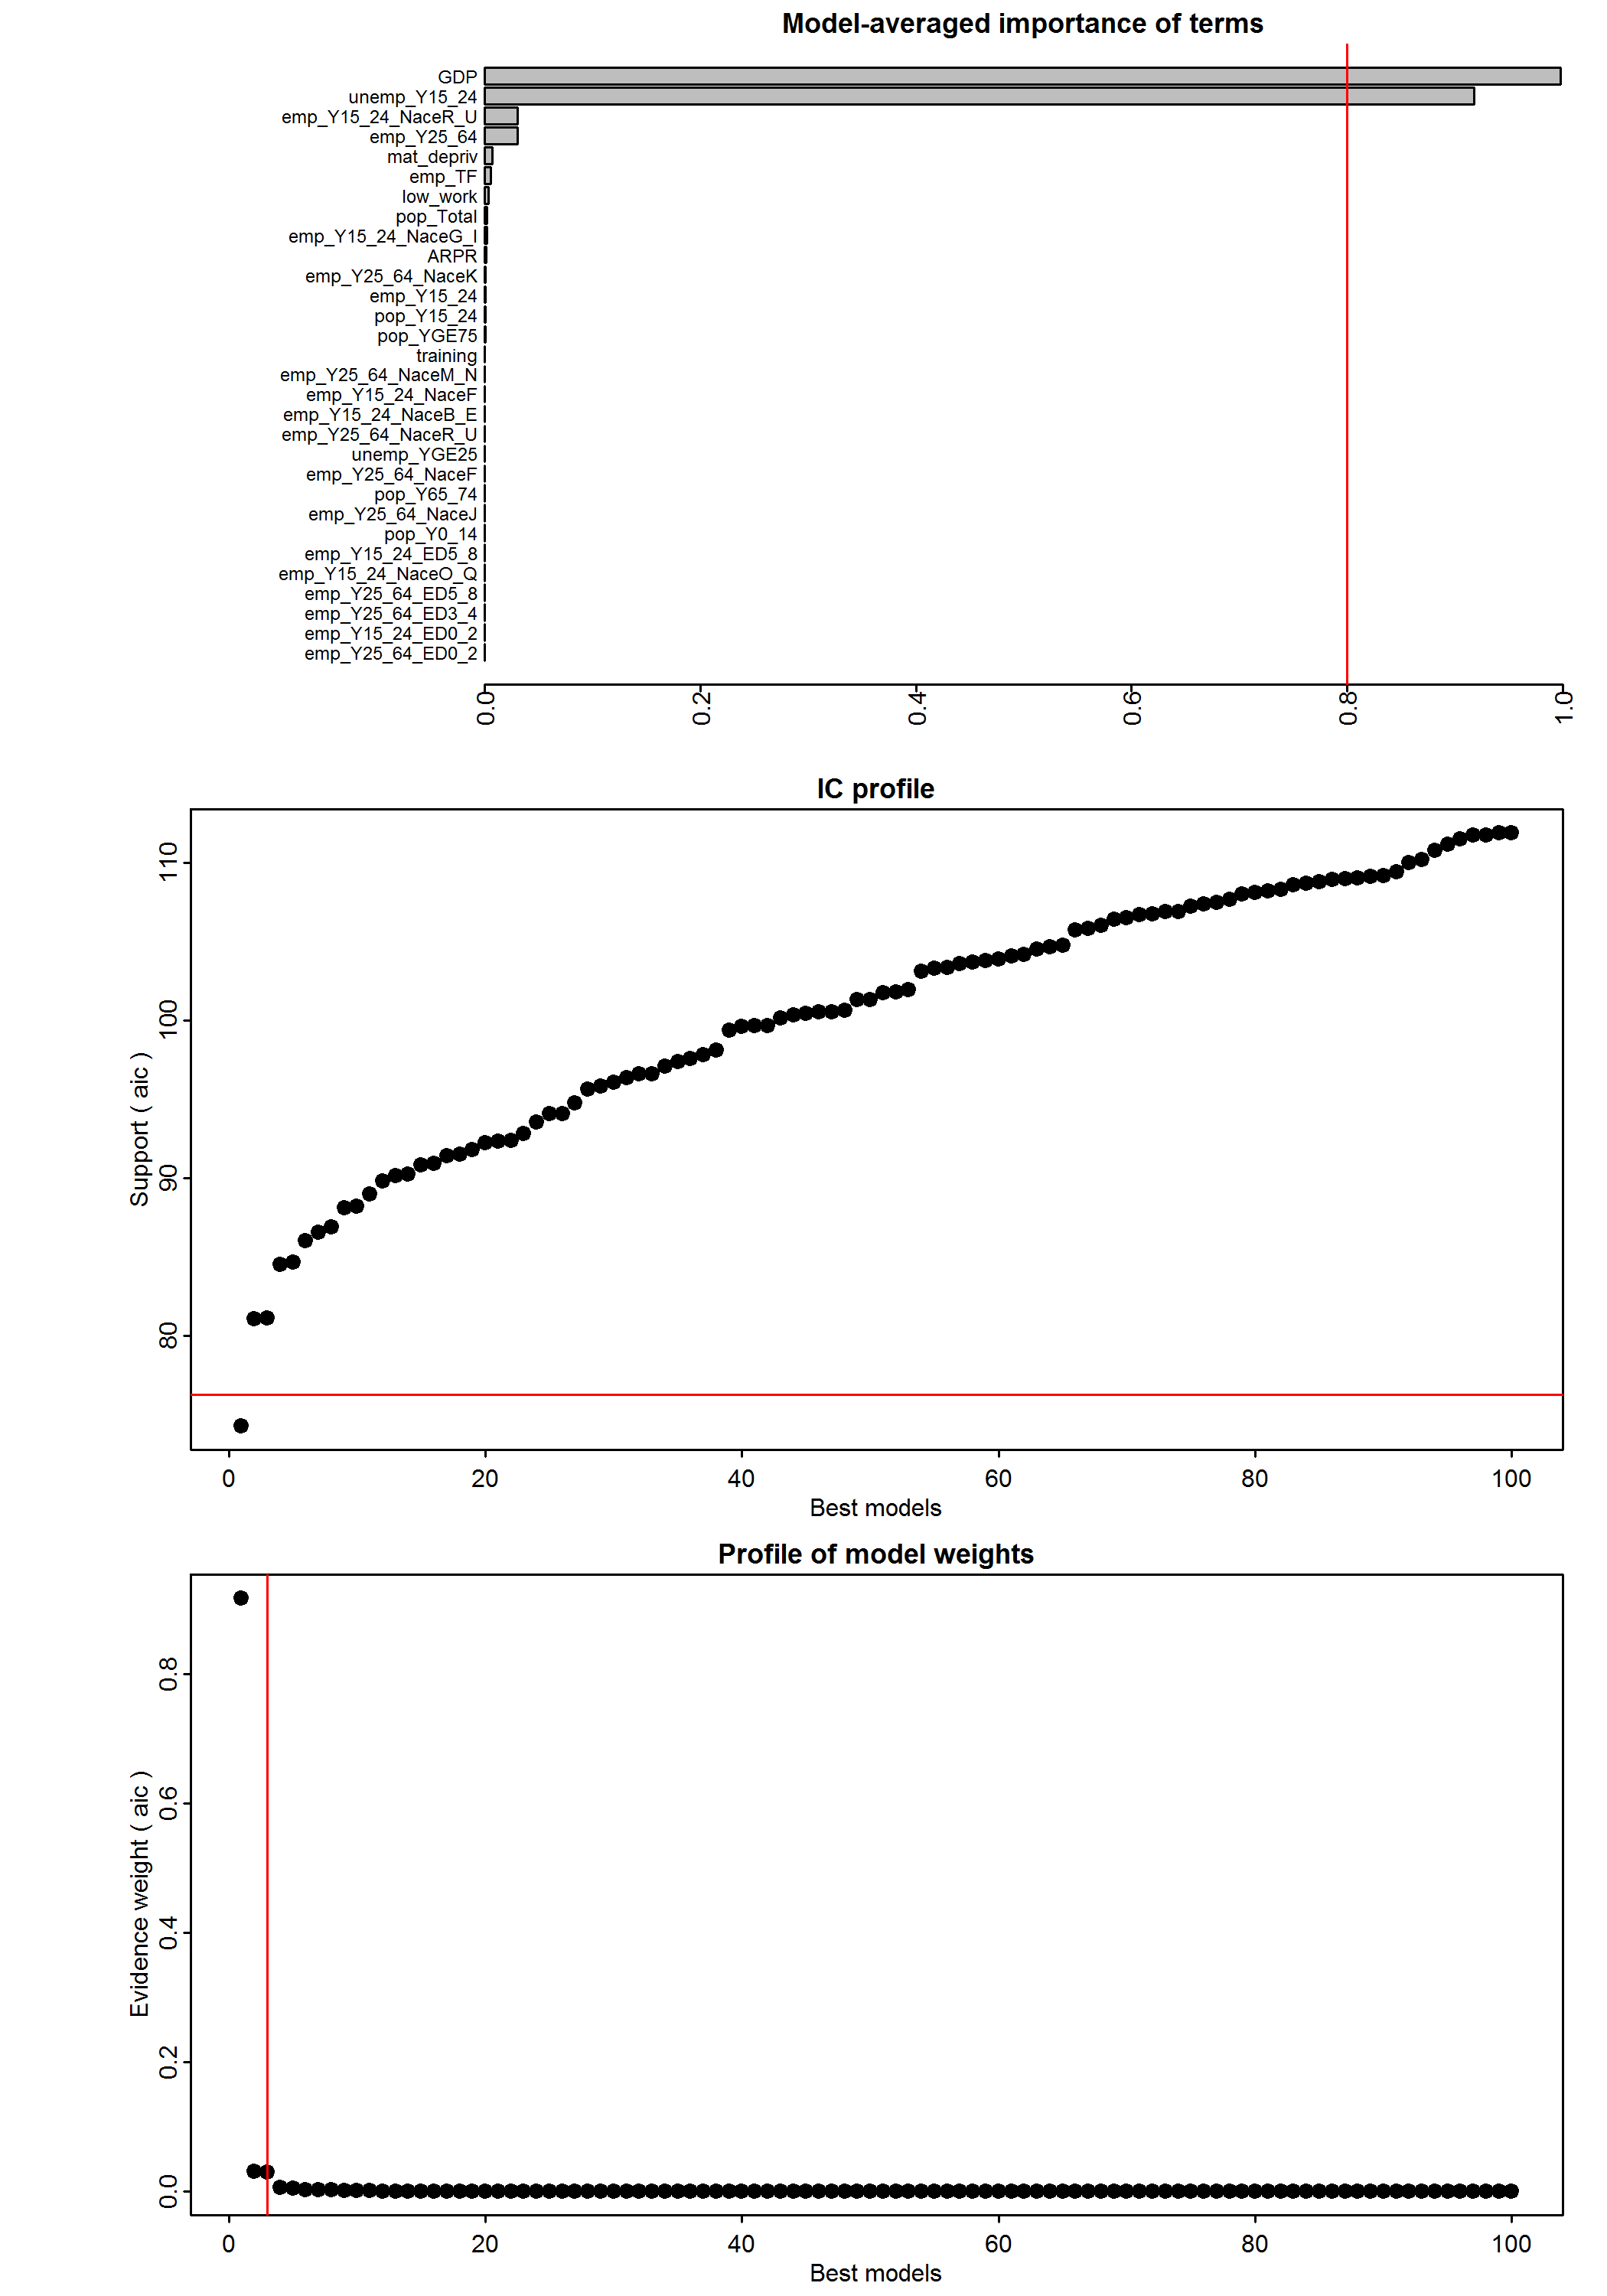 Model-averaged importance of terms
GDP
unemp_Y15_24
emp_Y15_24_NaceR_U
emp_Y25_64
mat_depriv
emp_TF
low_work
pop_Total
emp_Y15_24_NaceG_I
ARPR
emp_Y25_64_NaceK
emp_Y15_24
pop_Y15_24
pop_YGE75
training
emp_Y25_64_NaceM_N
emp_Y15_24_NaceF
emp_Y15_24_NaceB_E
emp_Y25_64_NaceR_U
unemp_YGE25
emp_Y25_64_NaceF
pop_Y65_74
emp_Y25_64_NaceJ
pop_Y0_14
emp_Y15_24_ED5_8
emp_Y15_24_NaceO_Q
emp_Y25_64_ED5_8
emp_Y25_64_ED3_4
emp_Y15_24_ED0_2
emp_Y25_64_ED0_2
0.0 0.2 0.4 0.6 0.8 1.0
IC profile
Support ( aic )
110
100
90
80
0 20 40 60 80 100
Best models
Profile of model weights
Evidence weight ( aic )
0.8
0.6
0.4
0.2
0.0
0 20 40 60 80 100
Best models